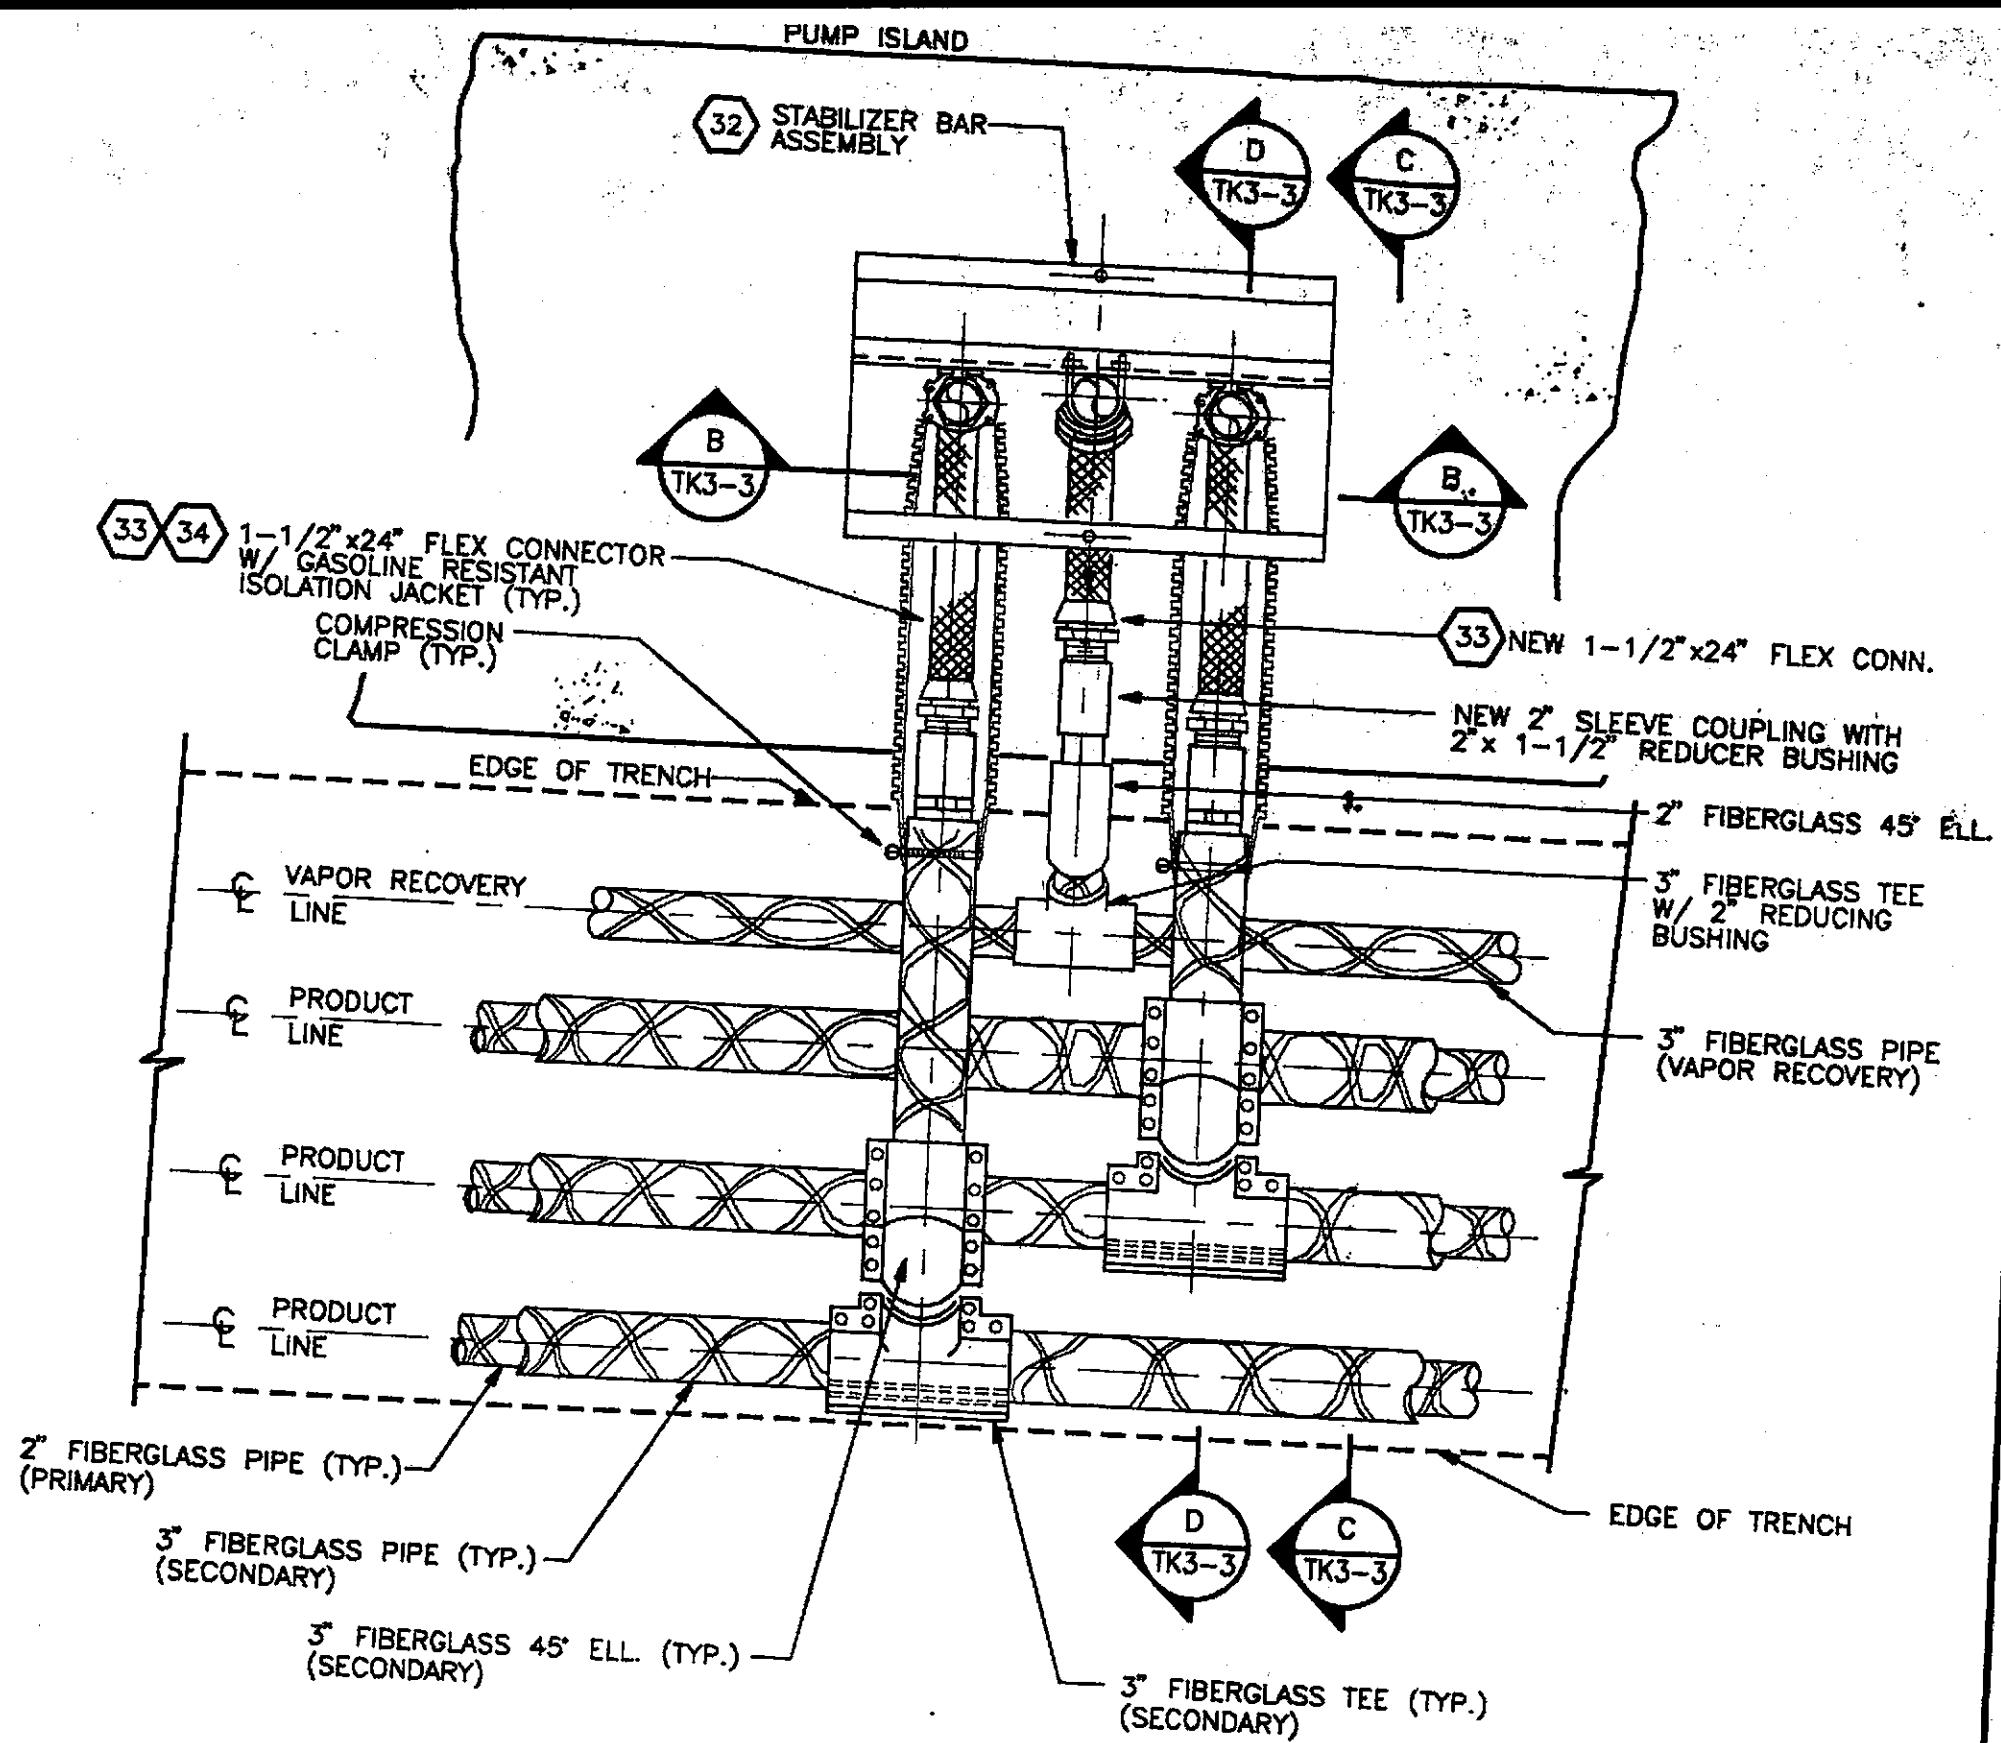 PUMP ISLAND
32
STABILIZER BAR
ASSEMBLY
D
TK3-3
C
TK3-3
B
TK3-3
B
TK3-3
33
34
1-1/2"x24" FLEX CONNECTOR
W/ GASOLINE RESISTANT
ISOLATION JACKET (TYP.)
COMPRESSION
CLAMP (TYP.)
33
NEW 1-1/2"x24" FLEX CONN.
NEW 2" SLEEVE COUPLING WITH
2"x 1-1/2" REDUCER BUSHING
EDGE OF TRENCH
2" FIBERGLASS 45° ELL.
℄ VAPOR RECOVERY
LINE
3" FIBERGLASS TEE
W/ 2" REDUCING
BUSHING
℄ PRODUCT
LINE
3" FIBERGLASS PIPE
(VAPOR RECOVERY)
℄ PRODUCT
LINE
℄ PRODUCT
LINE
2" FIBERGLASS PIPE (TYP.)
(PRIMARY)
3" FIBERGLASS PIPE (TYP.)
(SECONDARY)
3" FIBERGLASS 45° ELL. (TYP.)
(SECONDARY)
D
TK3-3
C
TK3-3
EDGE OF TRENCH
3" FIBERGLASS TEE (TYP.)
(SECONDARY)